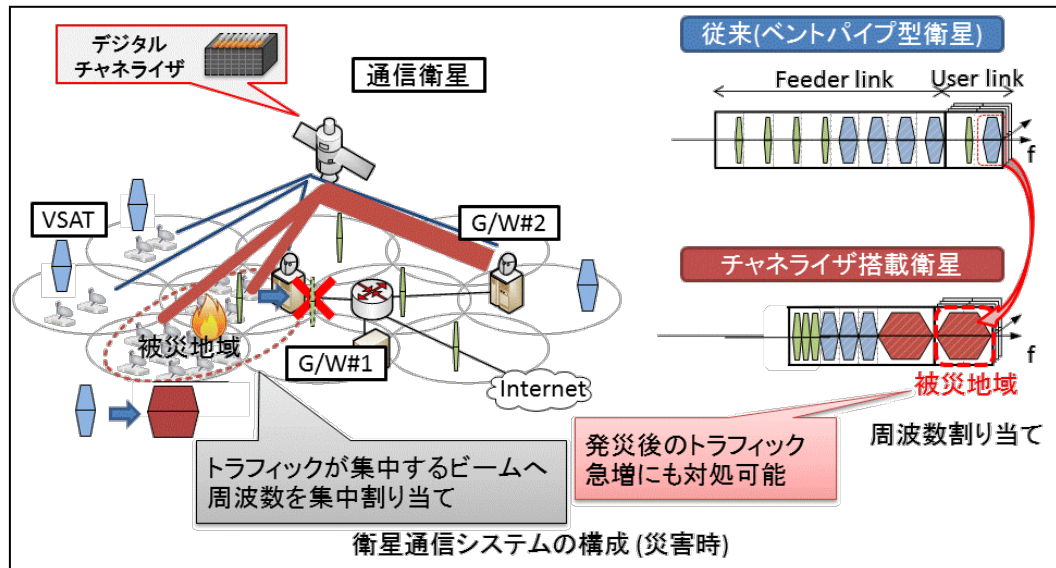 デジタル
チャネライザ
通信衛星
従来(ベントパイプ型衛星)
Feeder link
User link
f
VSAT
G/W#2
チャネライザ搭載衛星
被災地域
G/W#1
Internet
f
被災地域
周波数割り当て
トラフィックが集中するビームへ
周波数を集中割り当て
発災後のトラフィック
急増にも対処可能
衛星通信システムの構成 (災害時)